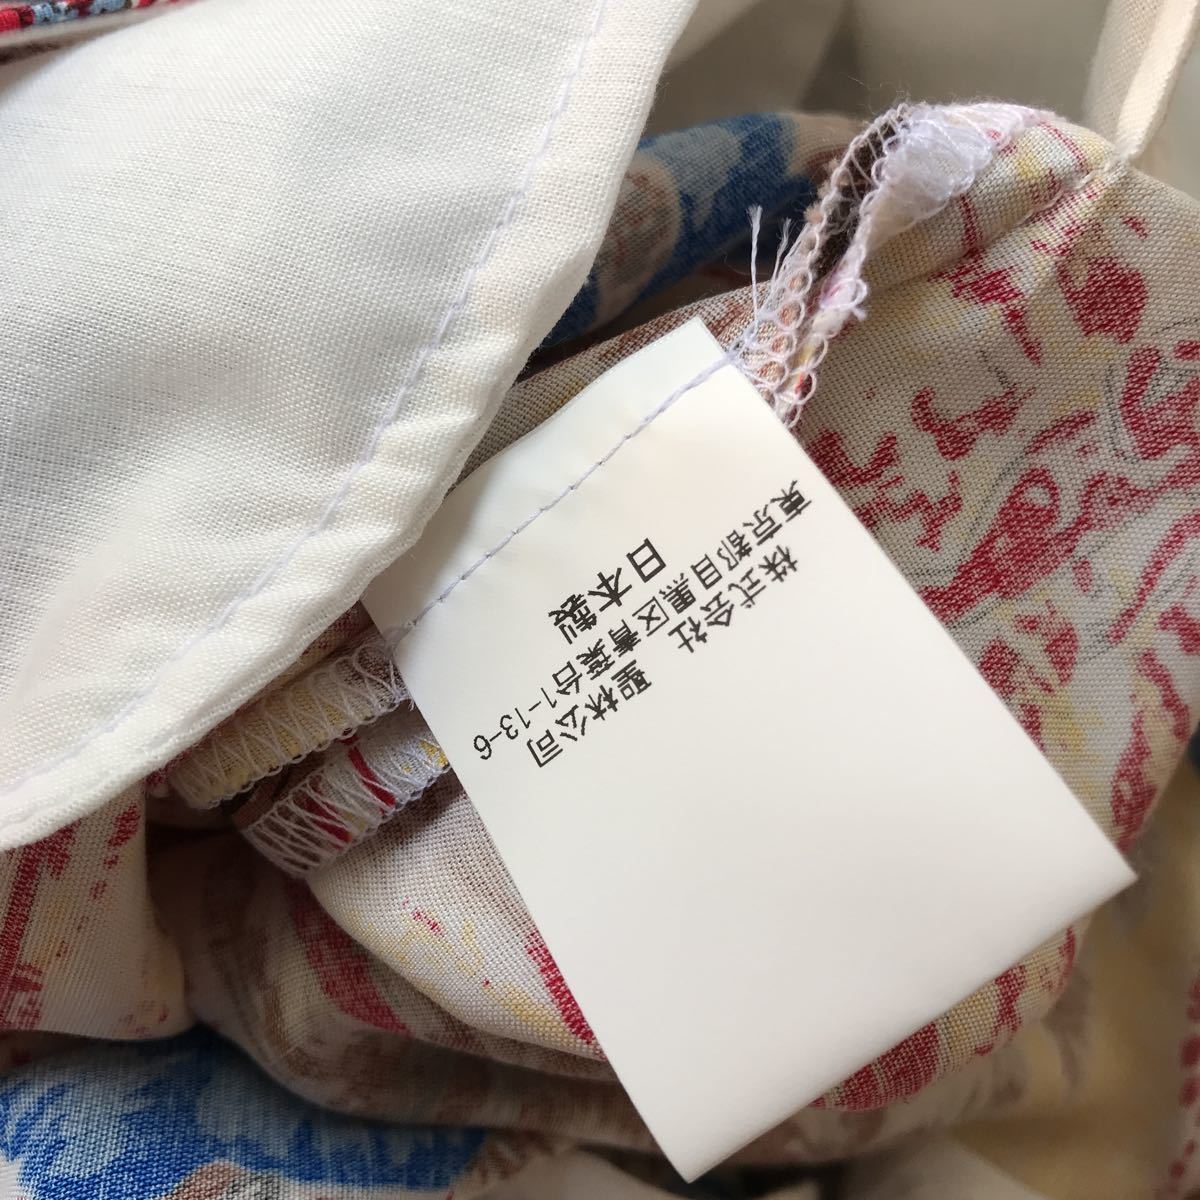 株式会社 聖林公司
東京都目黒区青葉台1-13-6
日本製